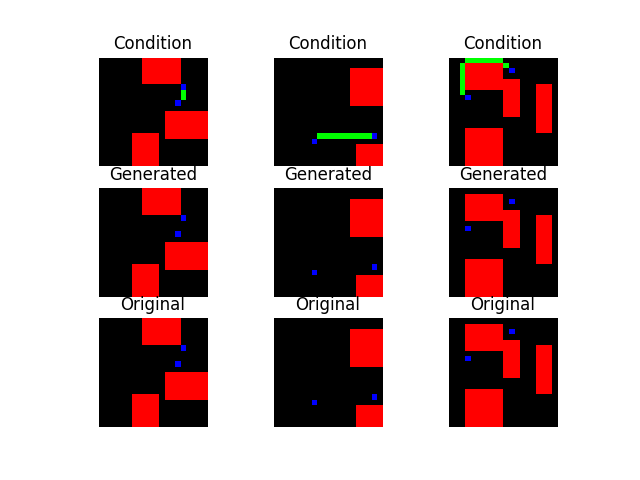 Condition
Condition
Condition
Generated
Generated
Generated
Original
Original
Original